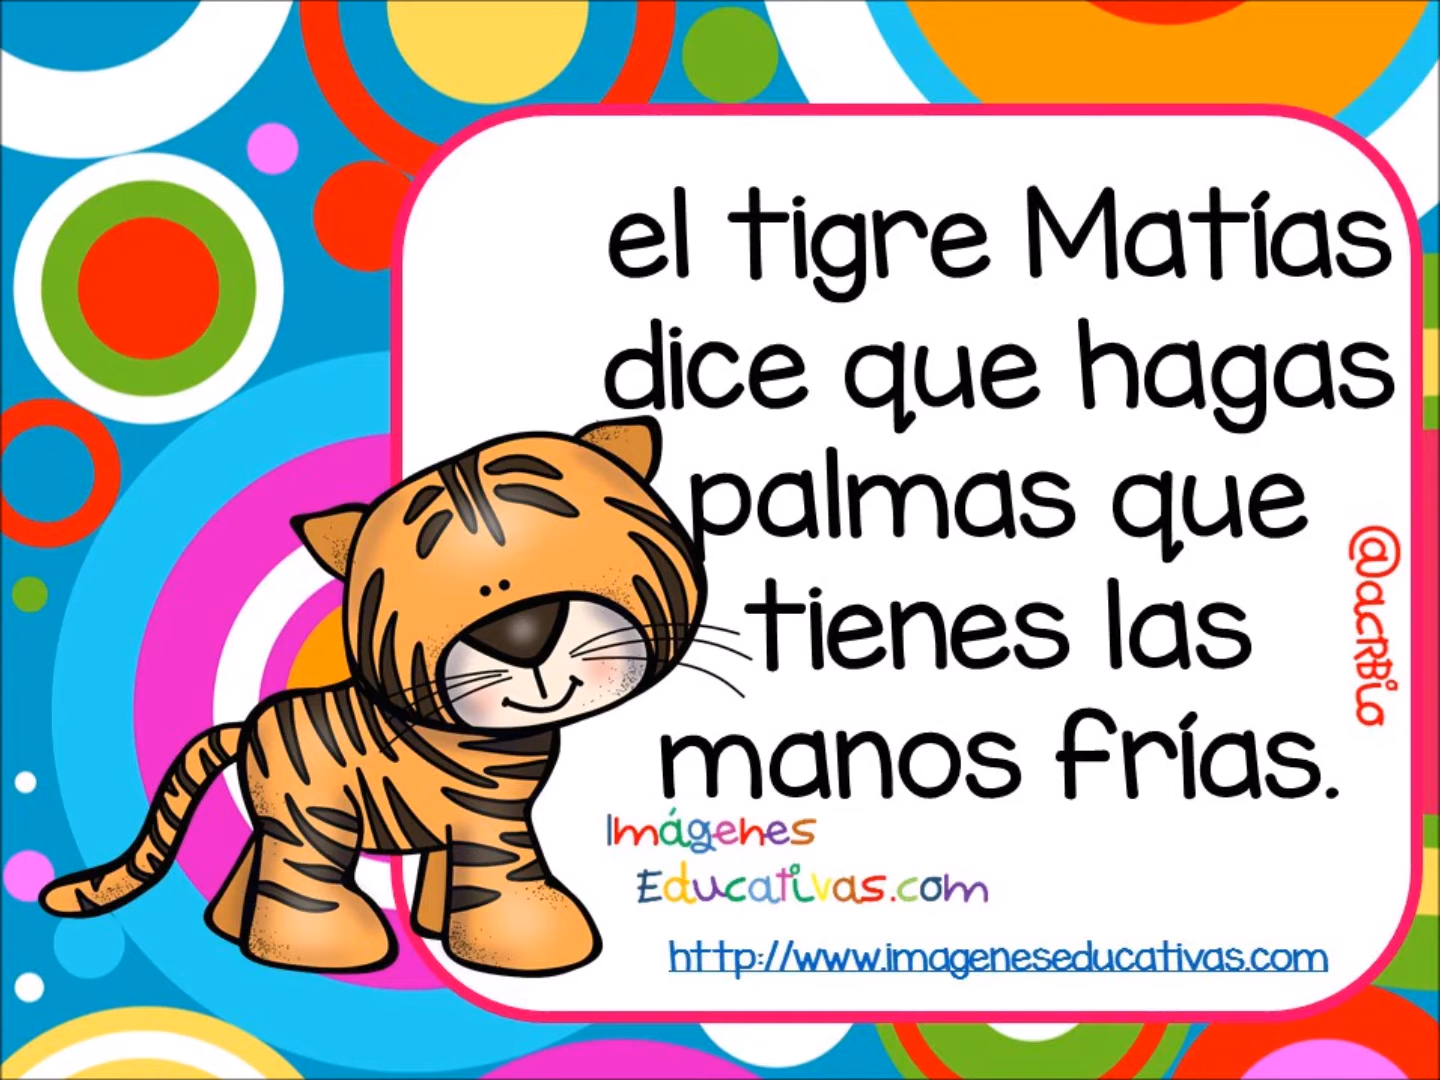 el tigre Matías
dice que hagas
palmas que
tienes las
manos frías.
@acrbio
Imágenes
Educativas.com
http://www.imageneseducativas.com